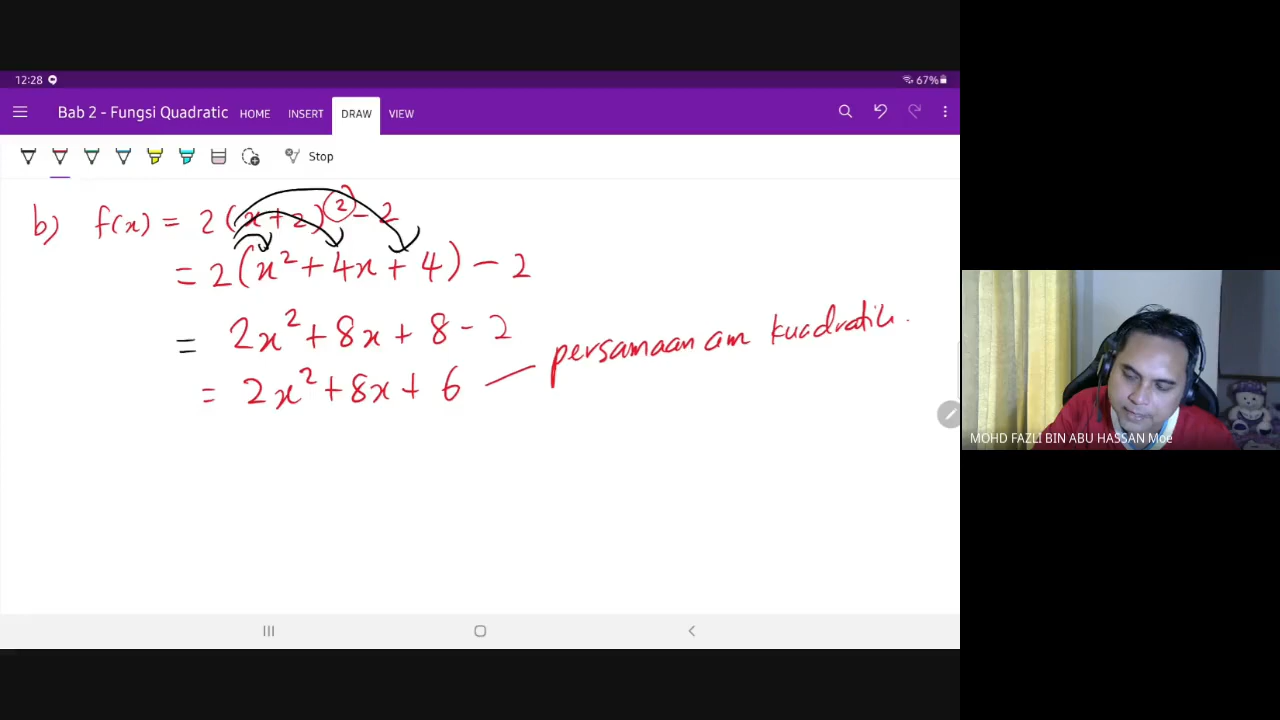 12:28 67%
Bab 2 - Fungsi Quadratic HOME INSERT DRAW VIEW
Stop
b) f(x) = 2(x+2)² - 2
= 2(x² + 4x + 4) - 2
= 2x² + 8x + 8 - 2
= 2x² + 8x + 6 — persamaan am kuadratik.
MOHD FAZLI BIN ABU HASSAN Moe